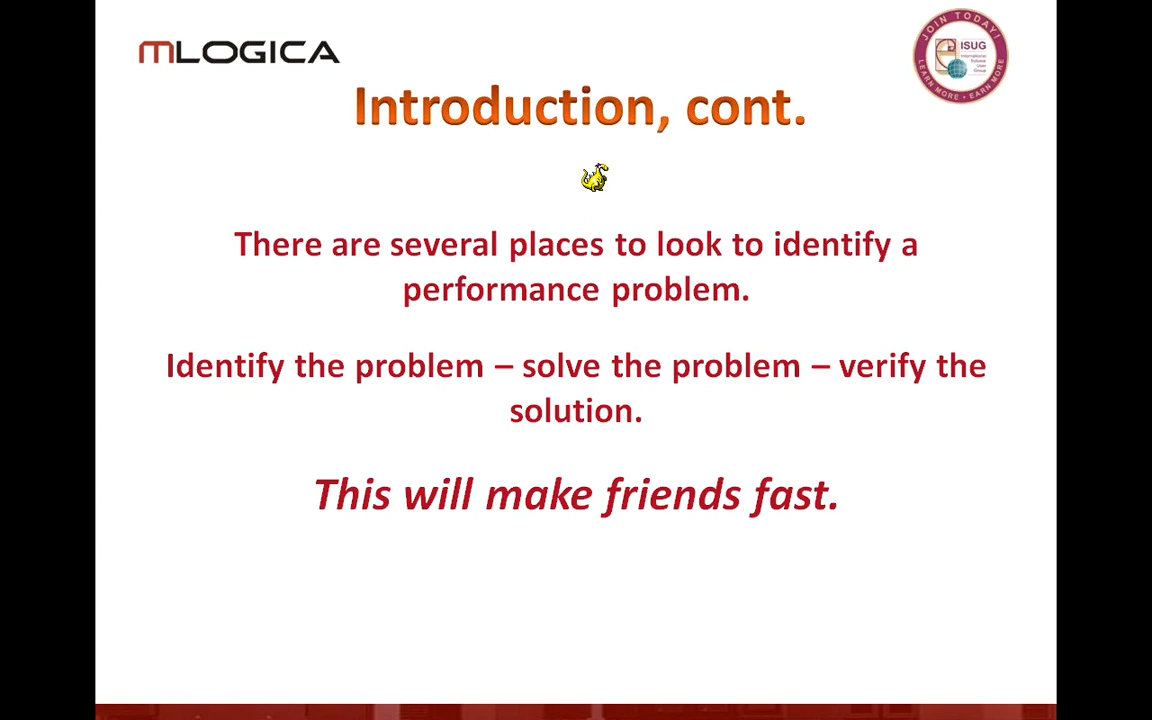 mLOGICA
JOIN TODAY!
ISUG
International
Sybase
User
Group
LEARN MORE • EARN MORE
Introduction, cont.
There are several places to look to identify a
performance problem.
Identify the problem – solve the problem – verify the
solution.
This will make friends fast.